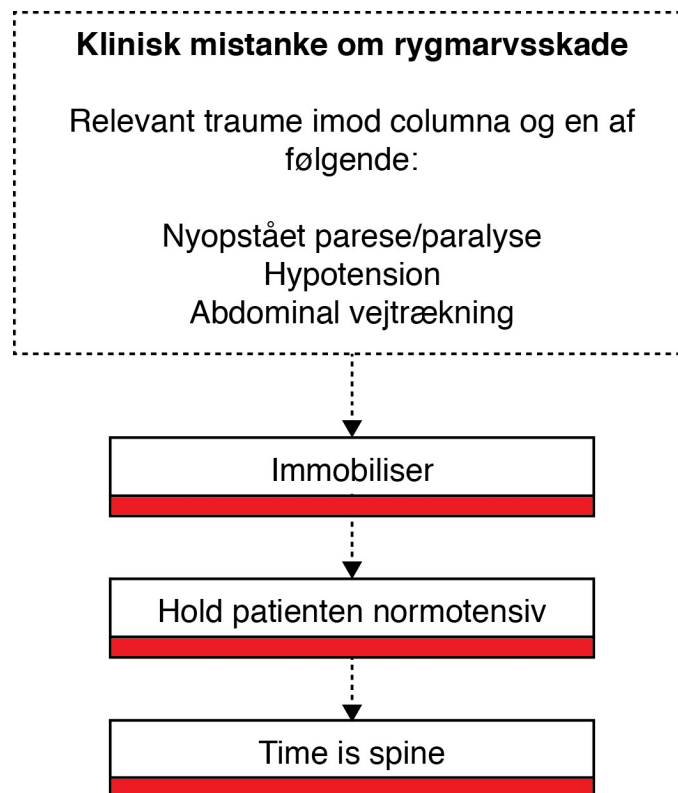 Klinisk mistanke om rygmarvsskade
Relevant traume imod columna og en af
følgende:
Nyopstået parese/paralyse
Hypotension
Abdominal vejtrækning
Immobiliser
Hold patienten normotensiv
Time is spine